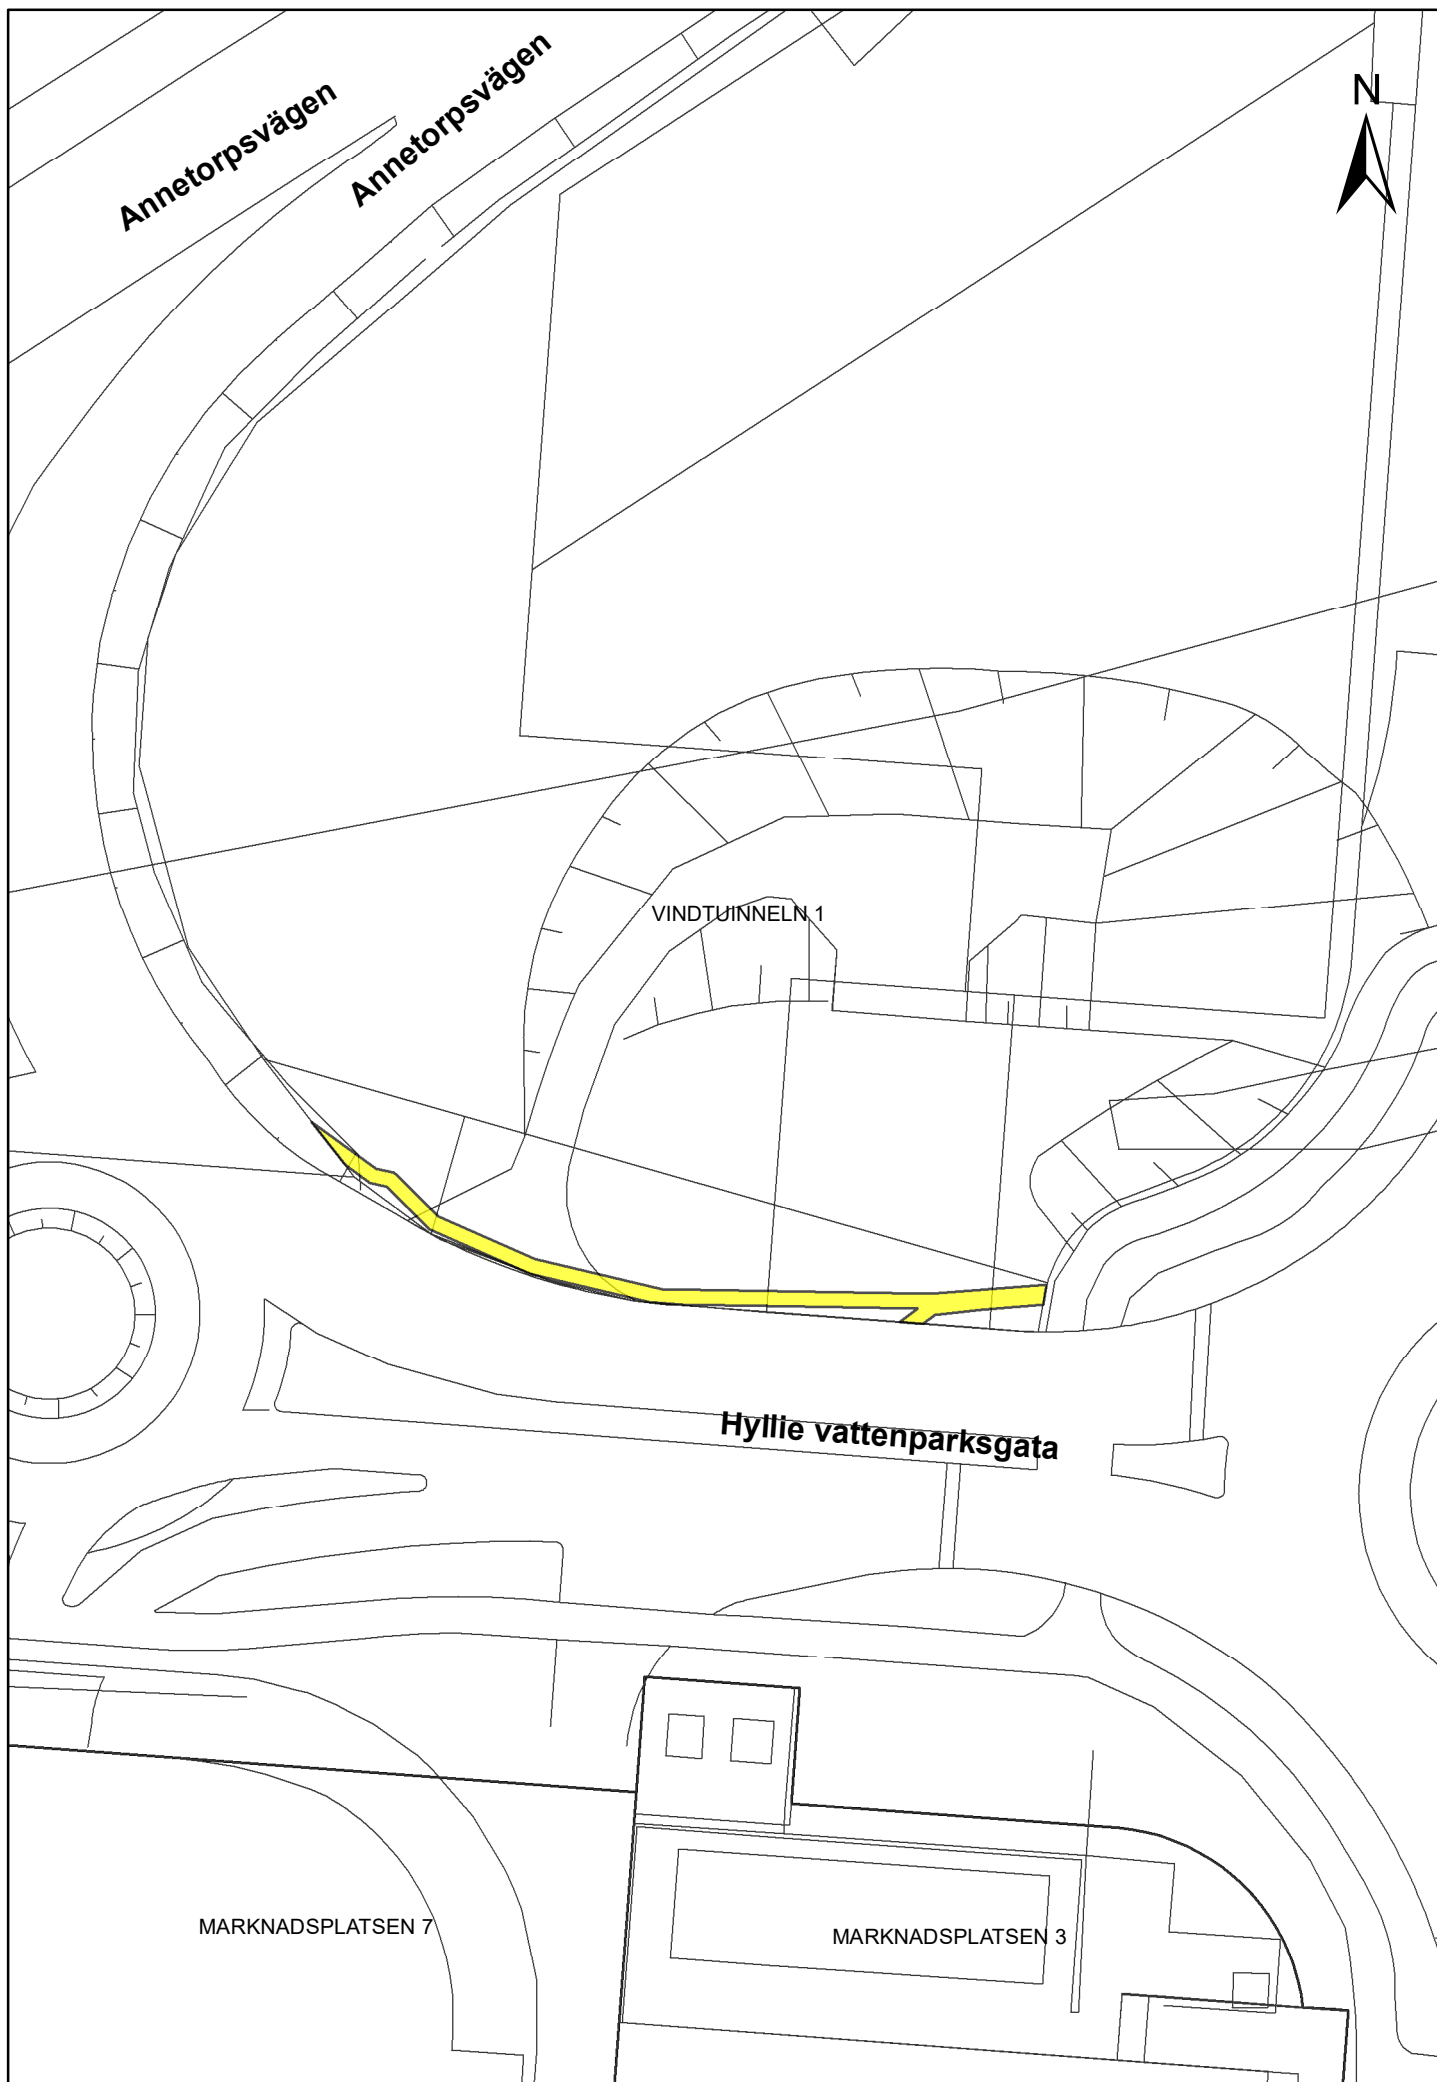 Annetorpsvägen
Annetorpsvägen
N
VINDTUINNELN 1
Hyllie vattenparksgata
MARKNADSPLATSEN 7
MARKNADSPLATSEN 3